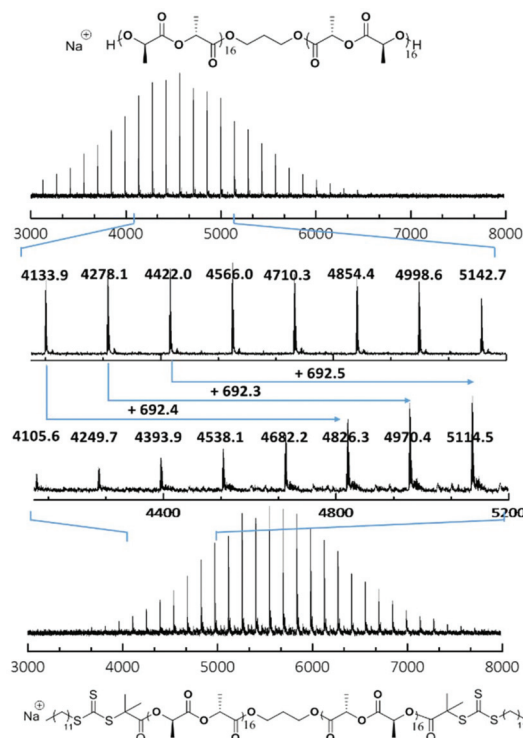 Na⊕ H(O O O O)16 O O (O O O O)16 H
3000 4000 5000 6000 7000 8000
4133.9 4278.1 4422.0 4566.0 4710.3 4854.4 4998.6 5142.7
+ 692.5
+ 692.3
+ 692.4
4105.6 4249.7 4393.9 4538.1 4682.2 4826.3 4970.4 5114.5
4400 4800 5200
3000 4000 5000 6000 7000 8000
Na⊕ ( )11 S S S O (O O O O)16 O O (O O O O)16 O S S S